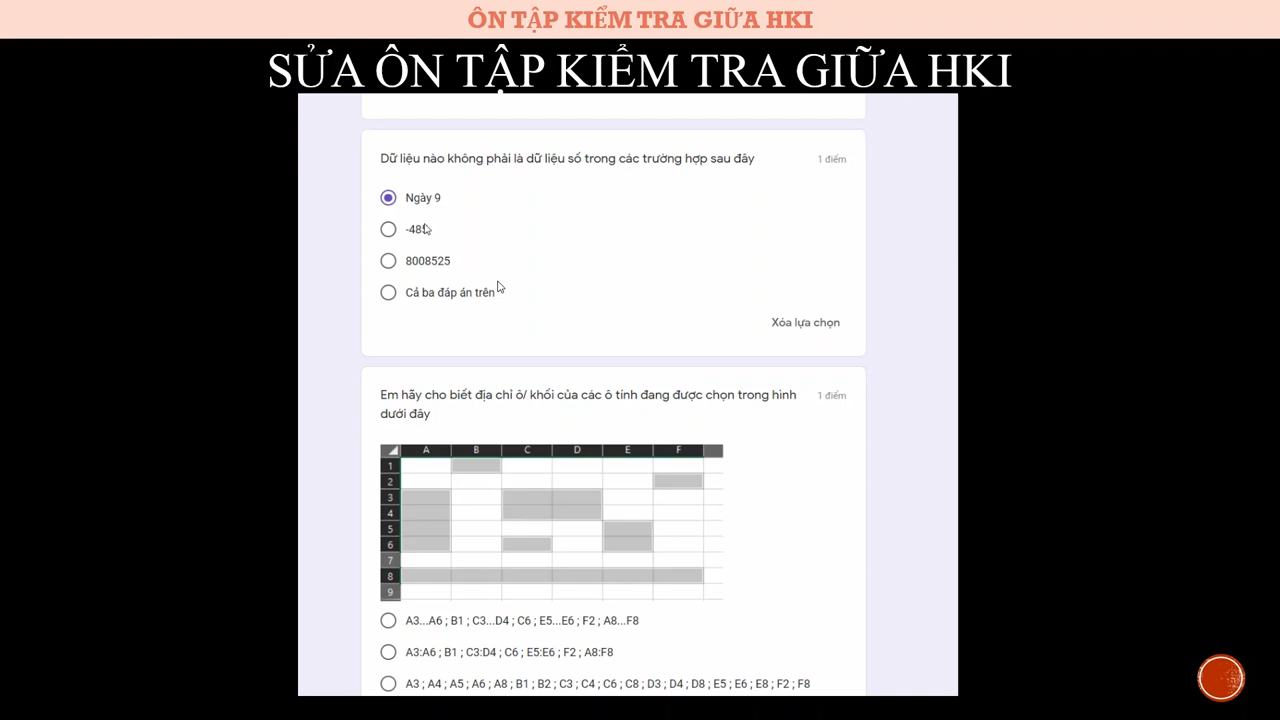 ÔN TẬP KIỂM TRA GIỮA HKI
SỬA ÔN TẬP KIỂM TRA GIỮA HKI
Dữ liệu nào không phải là dữ liệu số trong các trường hợp sau đây 1 điểm
Ngày 9
8008525
Cả ba đáp án trên
Xóa lựa chọn
Em hãy cho biết địa chỉ ô/ khối của các ô tính đang được chọn trong hình 1 điểm
dưới đây
A B C D E F
1
2
3
4
5
6
7
8
9
A3...A6 ; B1 ; C3...D4 ; C6 ; E5...E6 ; F2 ; A8...F8
A3:A6 ; B1 ; C3:D4 ; C6 ; E5:E6 ; F2 ; A8:F8
A3 ; A4 ; A5 ; A6 ; A8 ; B1 ; B2 ; C3 ; C4 ; C6 ; C8 ; D3 ; D4 ; D8 ; E5 ; E6 ; E8 ; F2 ; F8